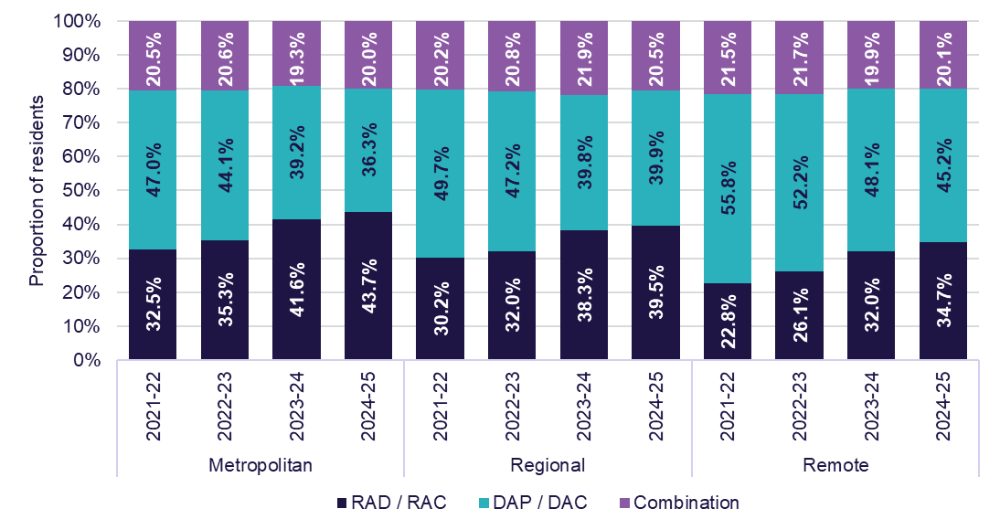 Proportion of residents
100%
90%
80%
70%
60%
50%
40%
30%
20%
10%
0%
20.5% 20.6% 19.3% 20.0% 20.2% 20.8% 21.9% 20.5% 21.5% 21.7% 19.9% 20.1%
47.0% 44.1% 39.2% 36.3% 49.7% 47.2% 39.8% 39.9% 55.8% 52.2% 48.1% 45.2%
32.5% 35.3% 41.6% 43.7% 30.2% 32.0% 38.3% 39.5% 22.8% 26.1% 32.0% 34.7%
2021-22 2022-23 2023-24 2024-25 2021-22 2022-23 2023-24 2024-25 2021-22 2022-23 2023-24 2024-25
Metropolitan Regional Remote
RAD / RAC DAP / DAC Combination